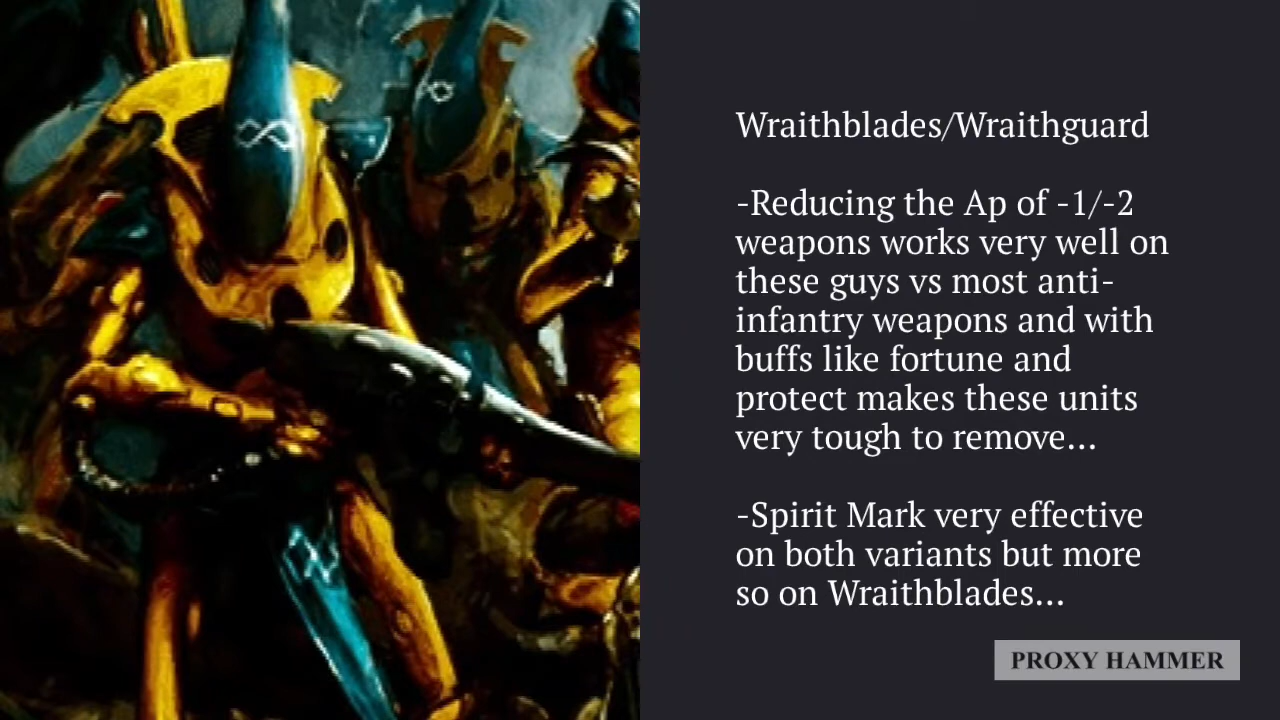 Wraithblades/Wraithguard
-Reducing the Ap of -1/-2
weapons works very well on
these guys vs most anti-
infantry weapons and with
buffs like fortune and
protect makes these units
very tough to remove...
-Spirit Mark very effective
on both variants but more
so on Wraithblades...
PROXY HAMMER